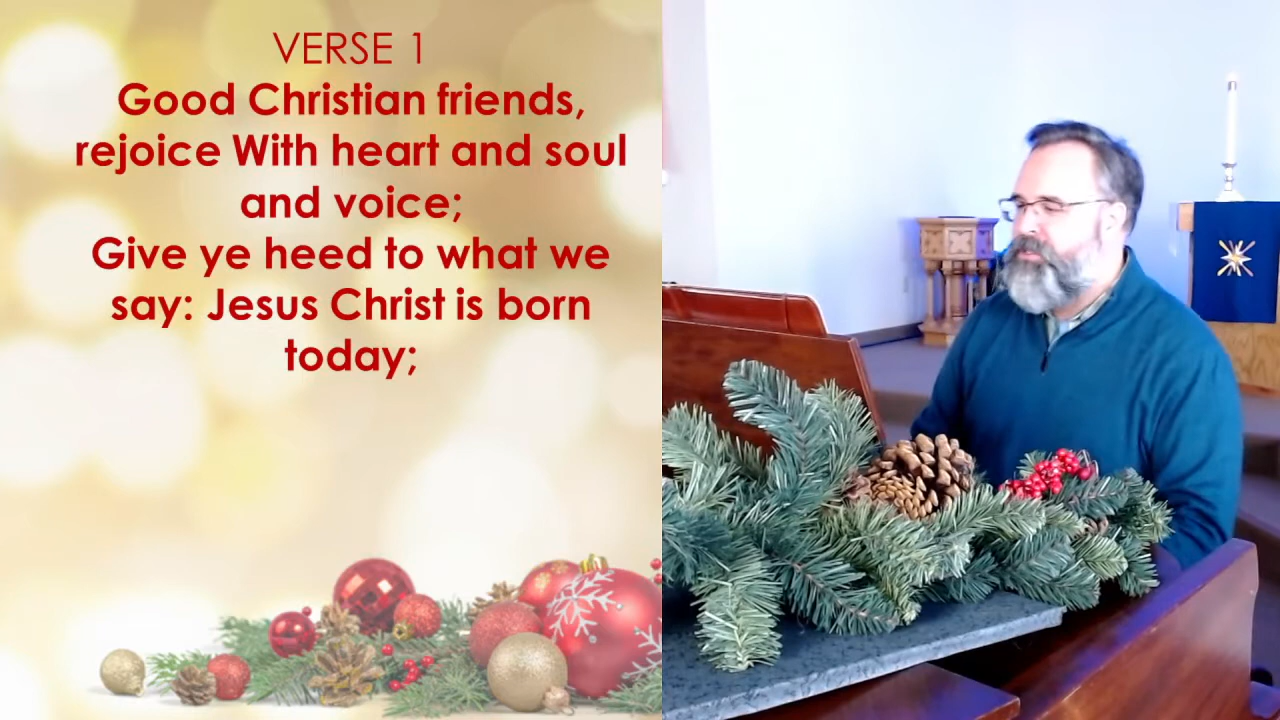 VERSE 1
Good Christian friends,
rejoice With heart and soul
and voice;
Give ye heed to what we
say: Jesus Christ is born
today;